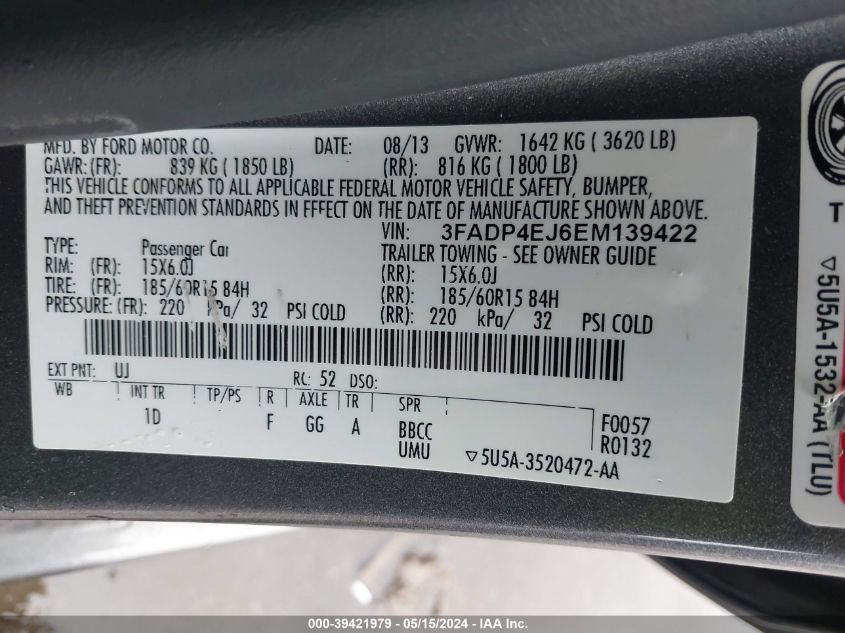 MFD. BY FORD MOTOR CO. DATE: 08/13 GVWR: 1642 KG ( 3620 LB)
GAWR: (FR): 839 KG ( 1850 LB) (RR): 816 KG ( 1800 LB)
THIS VEHICLE CONFORMS TO ALL APPLICABLE FEDERAL MOTOR VEHICLE SAFETY, BUMPER,
AND THEFT PREVENTION STANDARDS IN EFFECT ON THE DATE OF MANUFACTURE SHOWN ABOVE.
VIN: 3FADP4EJ6EM139422
TYPE: Passenger Car TRAILER TOWING - SEE OWNER GUIDE
RIM: (FR): 15X6.0J (RR): 15X6.0J
TIRE: (FR): 185/60R15 84H (RR): 185/60R15 84H
PRESSURE: (FR): 220 kPa/ 32 PSI COLD (RR): 220 kPa/ 32 PSI COLD
EXT PNT: UJ RC: 52 DSO:
WB INT TR TP/PS R AXLE TR SPR
1D F GG A BBCC F0057
UMU R0132
▽5U5A-3520472-AA
T
▽5U5A-1532-AA (TLU)
000-39421979 - 05/15/2024 - IAA Inc.